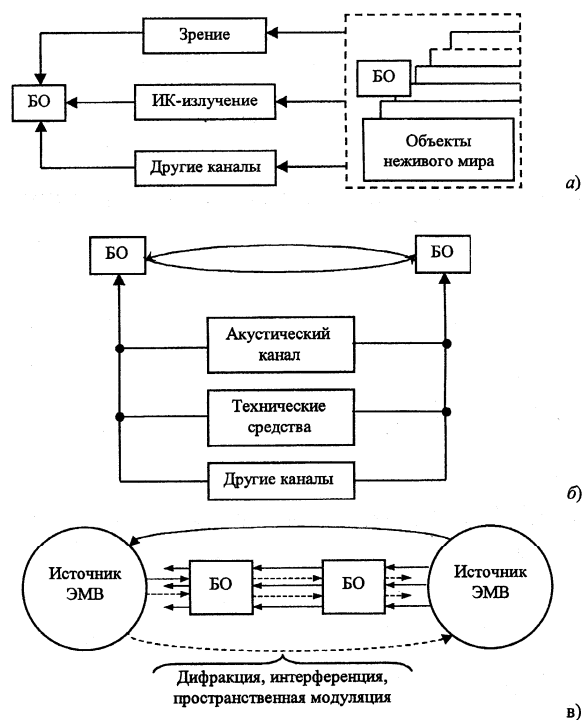 Зрение
БО
ИК-излучение
БО
Другие каналы
Объекты
неживого мира
а)
БО
БО
Акустический
канал
Технические
средства
Другие каналы
б)
Источник
ЭМВ
БО
БО
Источник
ЭМВ
Дифракция, интерференция,
пространственная модуляция
в)